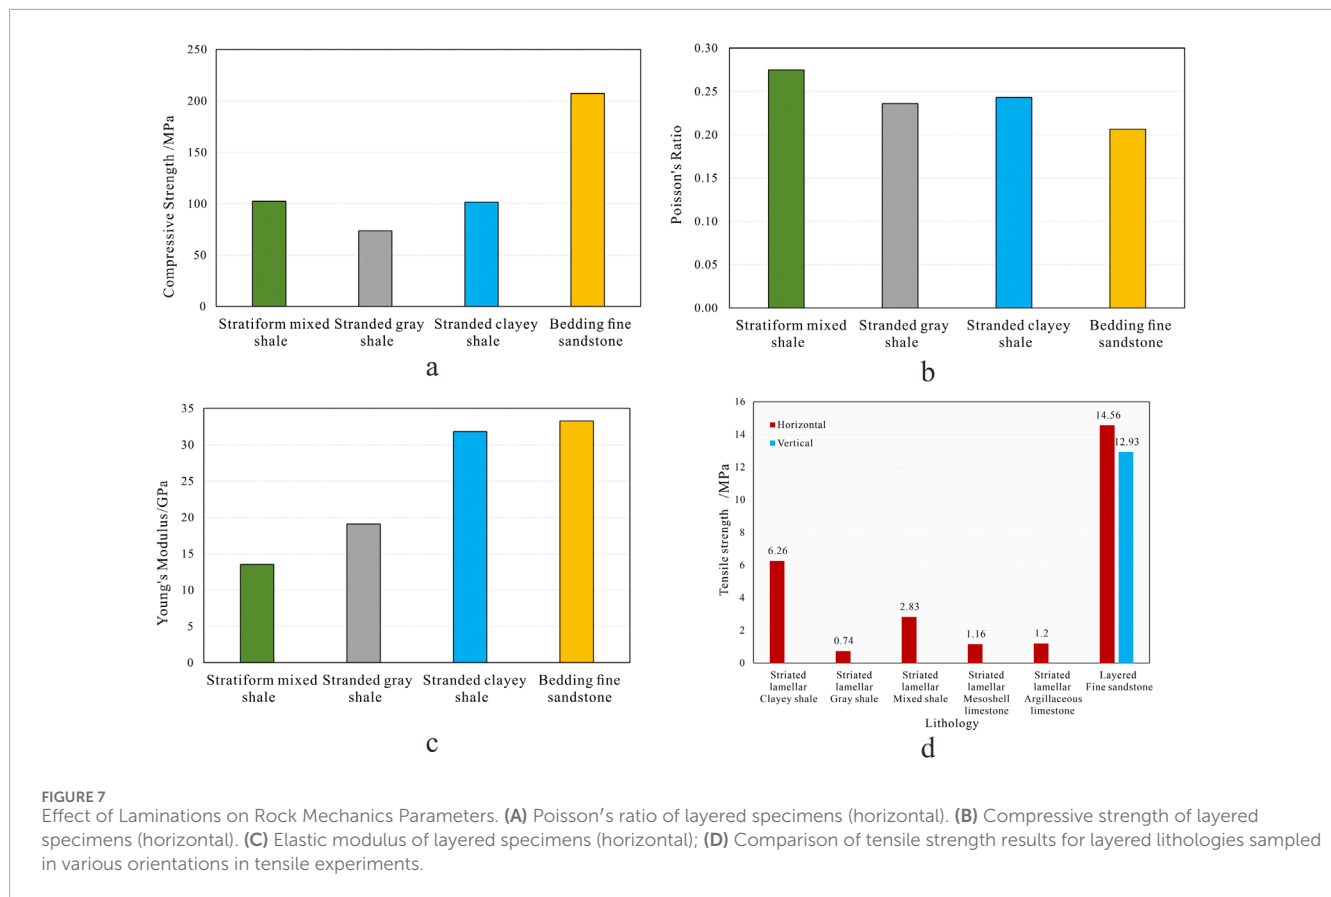 250
200
150
100
50
0
Compressive Strength /MPa
Stratiform mixed Stranded gray Stranded clayey Bedding fine
shale shale shale sandstone
a
0.30
0.25
0.20
0.15
0.10
0.05
0.00
Poisson's Ratio
Stratiform mixed Stranded gray Stranded clayey Bedding fine
shale shale shale sandstone
b
35
30
25
20
15
10
5
0
Young's Modulus/GPa
Stratiform mixed Stranded gray Stranded clayey Bedding fine
shale shale shale sandstone
c
16
14
12
10
8
6
4
2
0
Tensile strength /MPa
Horizontal
Vertical
6.26
0.74
2.83
1.16
1.2
14.56
12.93
Striated
lamellar
Clayey shale
Striated
lamellar
Gray shale
Striated
lamellar
Mixed shale
Striated
lamellar
Mesoshell
limestone
Striated
lamellar
Argillaceous
limestone
Layered
Fine sandstone
Lithology
d
FIGURE 7
Effect of Laminations on Rock Mechanics Parameters. (A) Poisson′s ratio of layered specimens (horizontal). (B) Compressive strength of layered
specimens (horizontal). (C) Elastic modulus of layered specimens (horizontal); (D) Comparison of tensile strength results for layered lithologies sampled
in various orientations in tensile experiments.